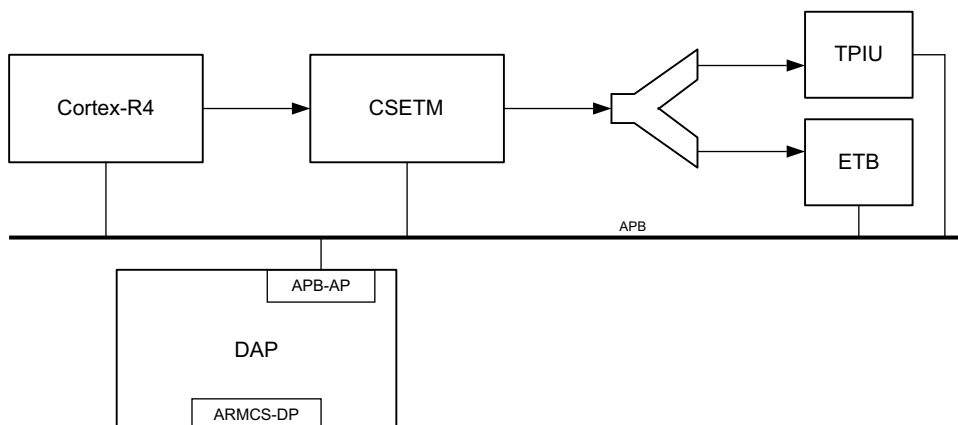 TPIU
Cortex-R4
CSETM
ETB
APB
APB-AP
DAP
ARMCS-DP